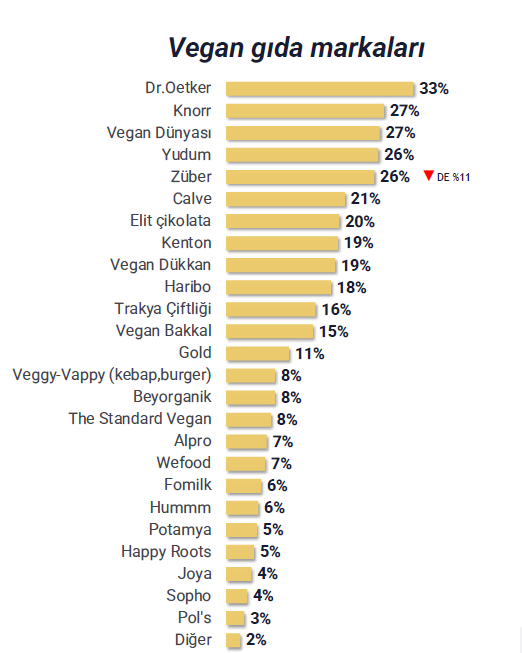 Vegan gıda markaları
Dr.Oetker 33%
Knorr 27%
Vegan Dünyası 27%
Yudum 26%
Züber 26% ▼ DE %11
Calve 21%
Elit çikolata 20%
Kenton 19%
Vegan Dükkan 19%
Haribo 18%
Trakya Çiftliği 16%
Vegan Bakkal 15%
Gold 11%
Veggy-Vappy (kebap,burger) 8%
Beyorganik 8%
The Standard Vegan 8%
Alpro 7%
Wefood 7%
Fomilk 6%
Hummm 6%
Potamya 5%
Happy Roots 5%
Joya 4%
Sopho 4%
Pol's 3%
Diğer 2%